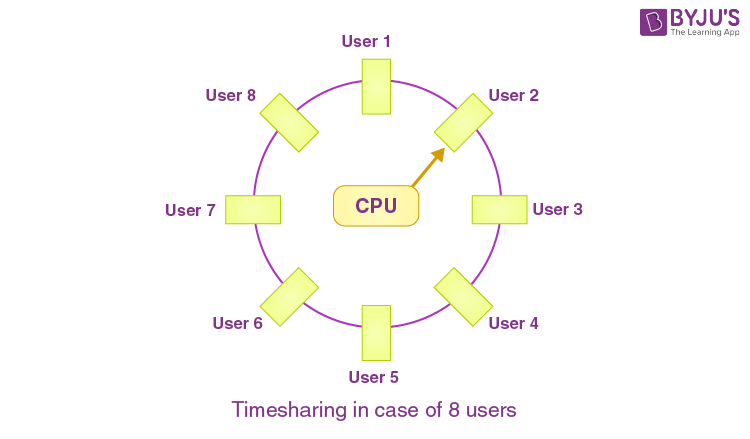 BYJU'S
The Learning App
User 1
User 8
User 2
CPU
User 7
User 3
User 6
User 4
User 5
Timesharing in case of 8 users